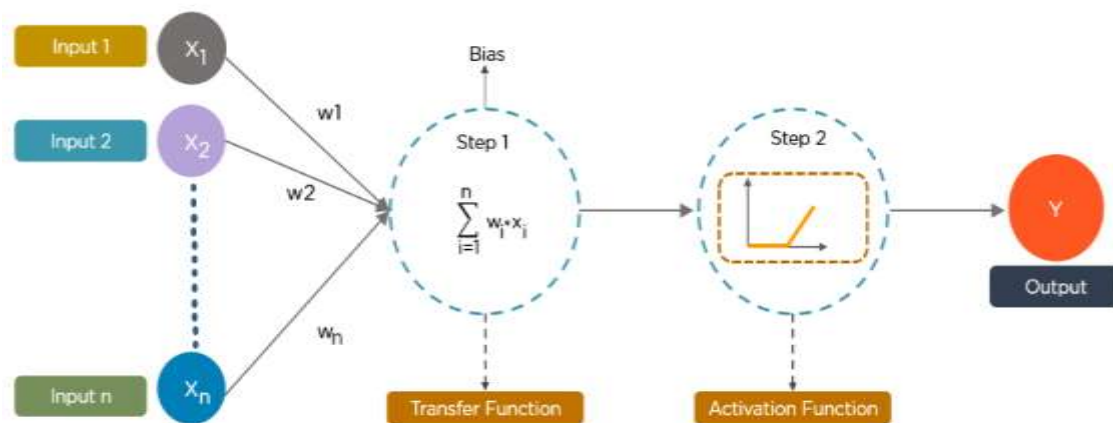 Input 1
X1
Bias
w1
Input 2
X2
Step 1
Step 2
w2
n
∑ wi*xi
i=1
Y
Output
wn
Input n
Xn
Transfer Function
Activation Function